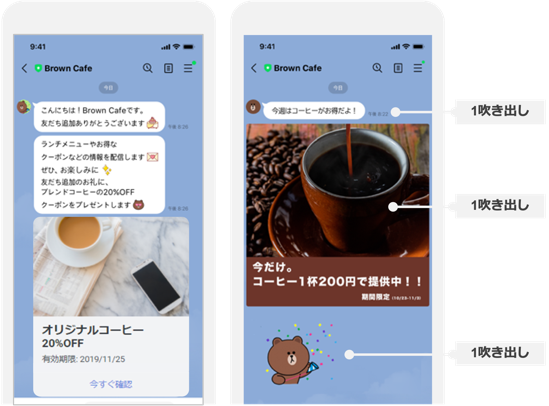 9:41
Brown Cafe
今日
こんにちは！Brown Cafeです。
友だち追加ありがとうございます
午後 8:26
ランチメニューやお得な
クーポンなどの情報を配信します
ぜひ、お楽しみに
友だち追加のお礼に、
ブレンドコーヒーの20%OFF
クーポンをプレゼントします
午後 8:26
オリジナルコーヒー
20%OFF
有効期限: 2019/11/25
今すぐ確認
9:41
Brown Cafe
今日
今週はコーヒーがお得だよ！
午後 8:22
1吹き出し
1吹き出し
今だけ。
コーヒー1杯200円で提供中！！
期間限定 (10/28-11/3)
1吹き出し